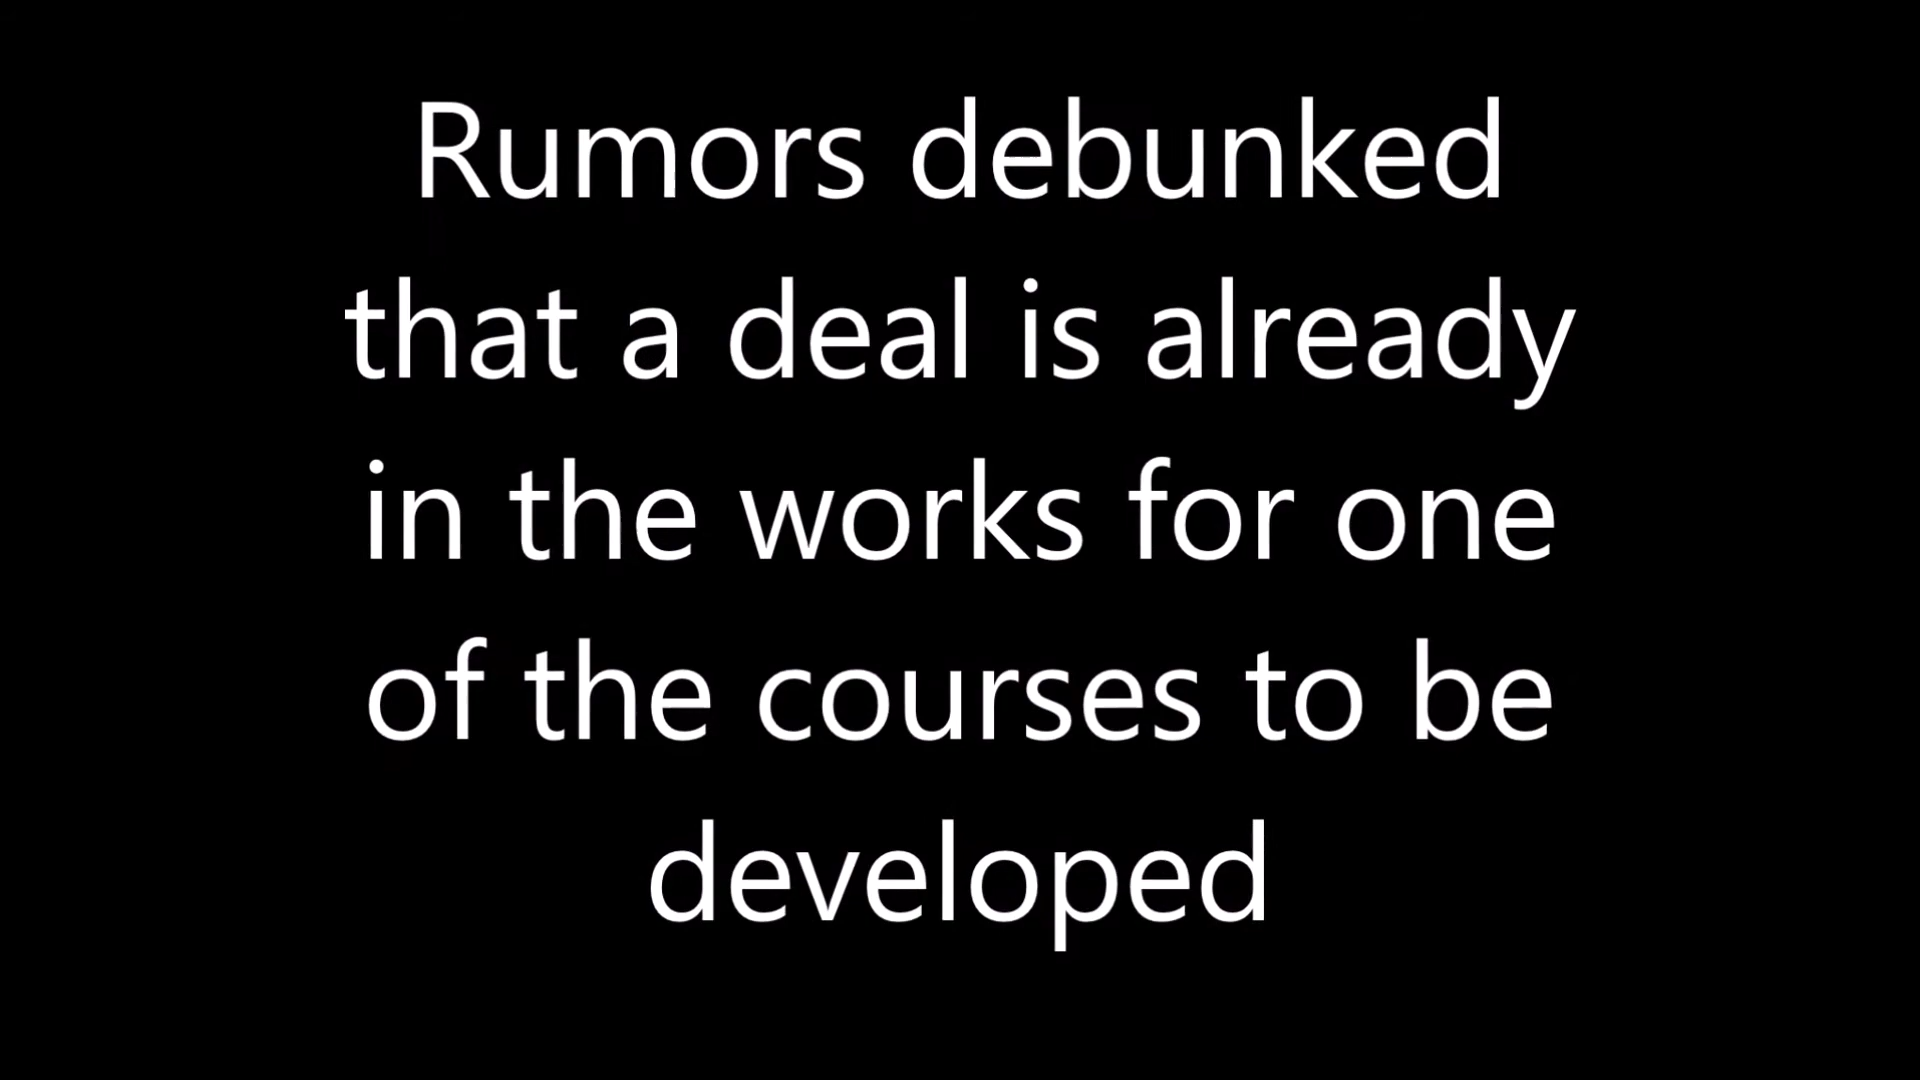 Rumors debunked
that a deal is already
in the works for one
of the courses to be
developed